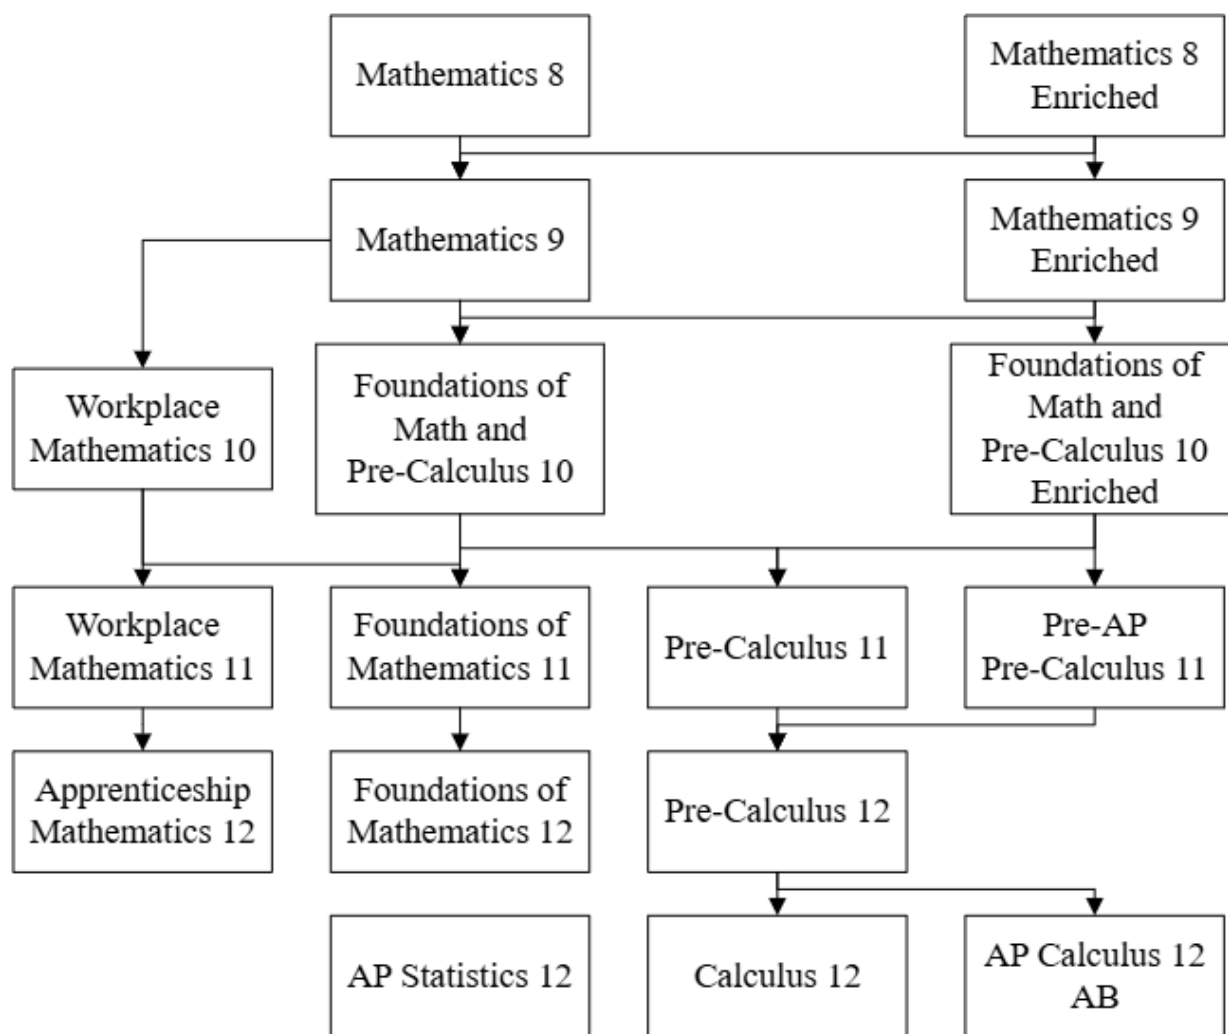 Mathematics 8
Mathematics 8
Enriched
Mathematics 9
Mathematics 9
Enriched
Workplace
Mathematics 10
Foundations of
Math and
Pre-Calculus 10
Foundations of
Math and
Pre-Calculus 10
Enriched
Workplace
Mathematics 11
Foundations of
Mathematics 11
Pre-Calculus 11
Pre-AP
Pre-Calculus 11
Apprenticeship
Mathematics 12
Foundations of
Mathematics 12
Pre-Calculus 12
AP Statistics 12
Calculus 12
AP Calculus 12
AB